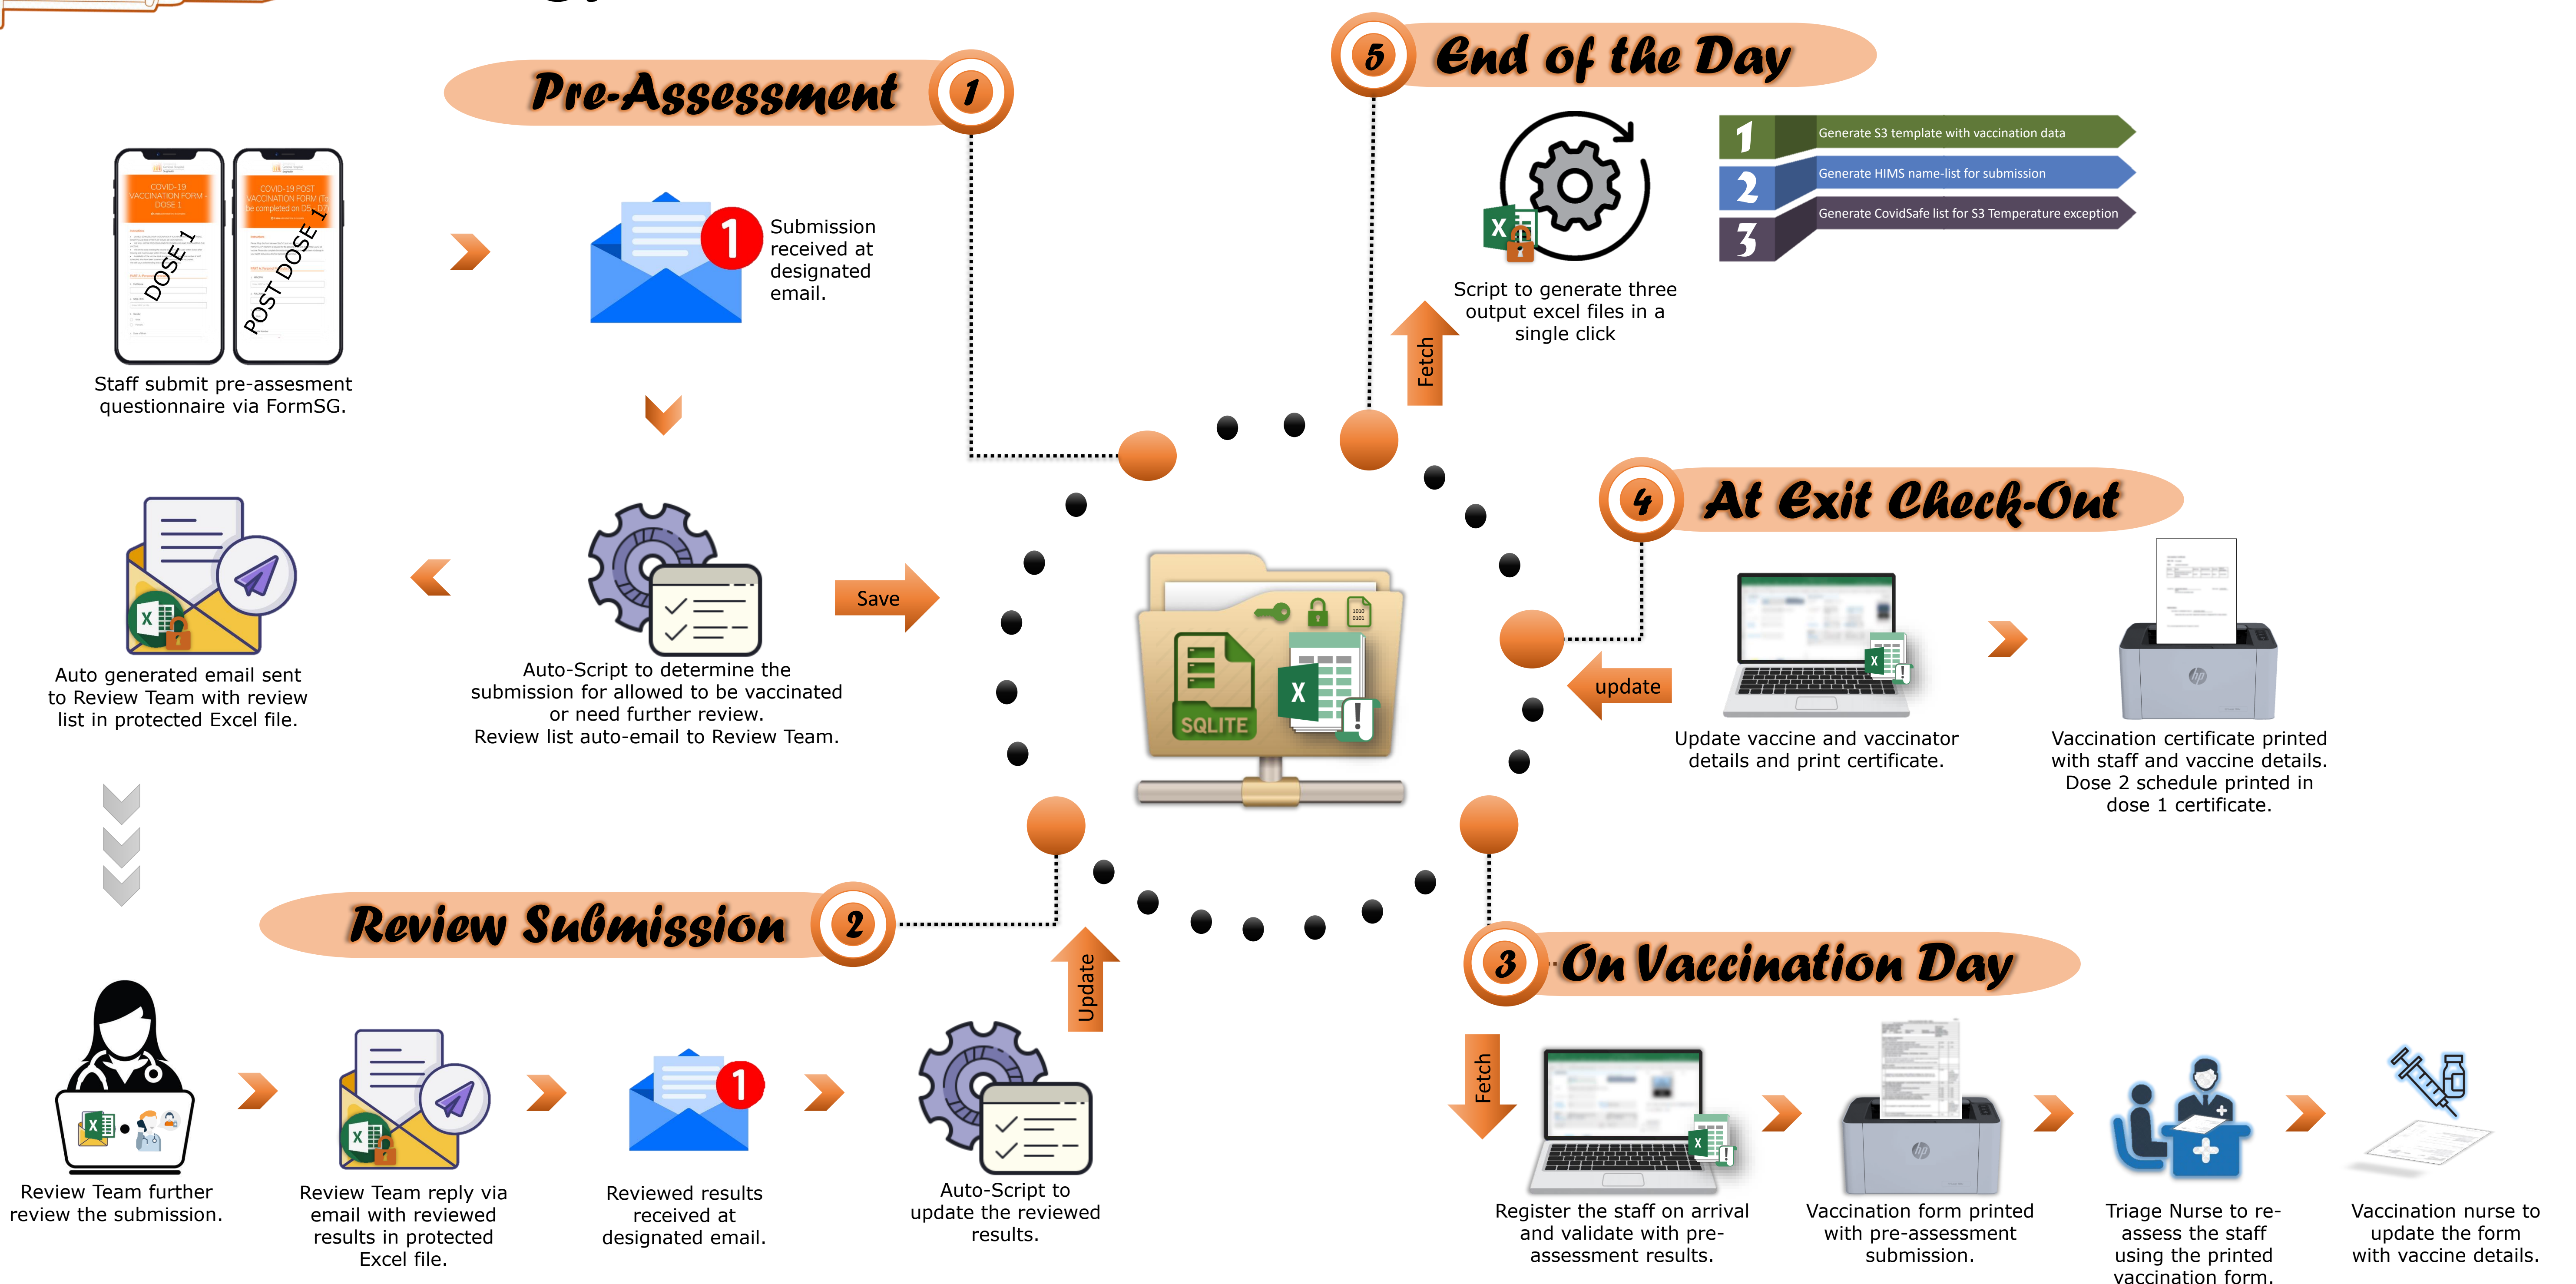 Pre-Assessment
1
COVID-19
VACCINATION FORM -
DOSE 1
DOSE 1
COVID-19 POST
VACCINATION FORM (To
be completed on D5 - D7)
POST DOSE 1
Staff submit pre-assesment
questionnaire via FormSG.
1
Submission
received at
designated
email.
Auto-Script to determine the
submission for allowed to be vaccinated
or need further review.
Review list auto-email to Review Team.
Save
X
Auto generated email sent
to Review Team with review
list in protected Excel file.
Review Submission
2
X
Review Team further
review the submission.
X
Review Team reply via
email with reviewed
results in protected
Excel file.
1
Reviewed results
received at
designated email.
Auto-Script to
update the reviewed
results.
Update
1010
0101
SQLITE
X
!
3
On Vaccination Day
Fetch
X
!
Register the staff on arrival
and validate with pre-
assessment results.
hp
Vaccination form printed
with pre-assessment
submission.
Triage Nurse to re-
assess the staff
using the printed
vaccination form.
Vaccination nurse to
update the form
with vaccine details.
4
At Exit Check-Out
update
X
!
Update vaccine and vaccinator
details and print certificate.
hp
Vaccination certificate printed
with staff and vaccine details.
Dose 2 schedule printed in
dose 1 certificate.
5
End of the Day
Fetch
X
Script to generate three
output excel files in a
single click
1
Generate S3 template with vaccination data
2
Generate HIMS name-list for submission
3
Generate CovidSafe list for S3 Temperature exception